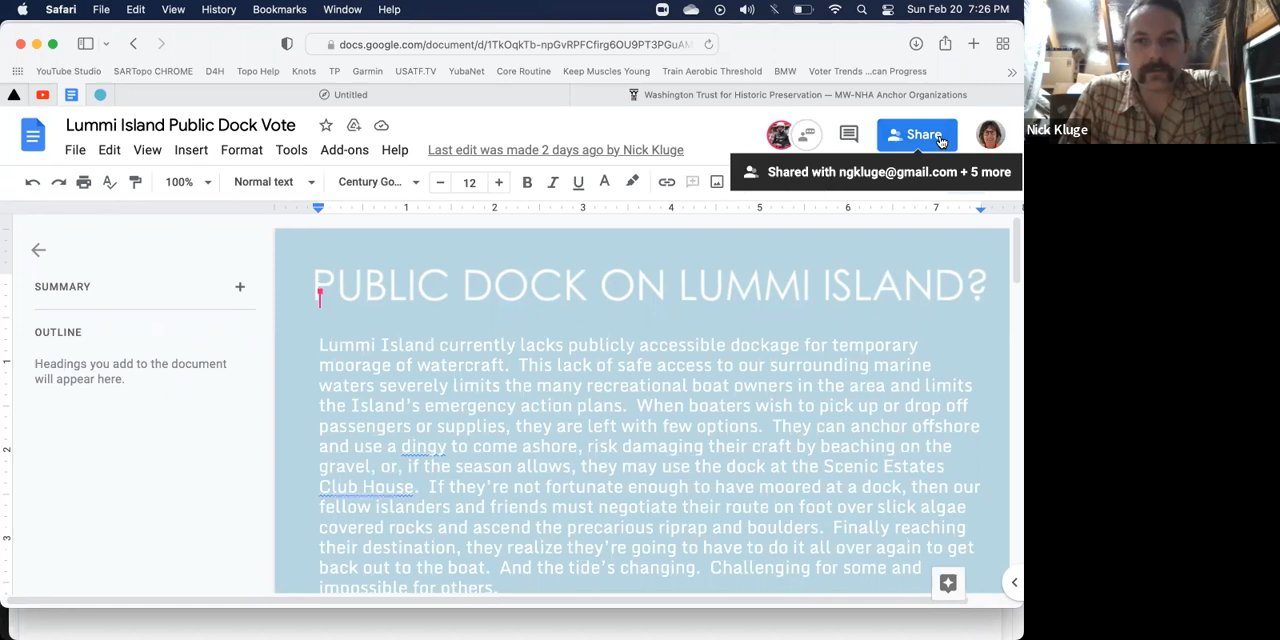 Safari File Edit View History Bookmarks Window Help Sun Feb 20 7:26 PM
docs.google.com/document/d/1TkOqkTb-npGvRPFCfirg6OU9PT3PGuAM
YouTube Studio SARTopo CHROME D4H Topo Help Knots TP Garmin USATF.TV YubaNet Core Routine Keep Muscles Young Train Aerobic Threshold BMW Voter Trends ...can Progress
Untitled Washington Trust for Historic Preservation — MW-NHA Anchor Organizations
Nick Kluge
Lummi Island Public Dock Vote
Share
File Edit View Insert Format Tools Add-ons Help Last edit was made 2 days ago by Nick Kluge
Shared with ngkluge@gmail.com + 5 more
100% Normal text Century Go... 12 B I U A
1 2 3 4 5 6 7
SUMMARY
OUTLINE
Headings you add to the document
will appear here.
1
2
3
PUBLIC DOCK ON LUMMI ISLAND?
Lummi Island currently lacks publicly accessible dockage for temporary
moorage of watercraft. This lack of safe access to our surrounding marine
waters severely limits the many recreational boat owners in the area and limits
the Island's emergency action plans. When boaters wish to pick up or drop off
passengers or supplies, they are left with few options. They can anchor offshore
and use a dingy to come ashore, risk damaging their craft by beaching on the
gravel, or, if the season allows, they may use the dock at the Scenic Estates
Club House. If they're not fortunate enough to have moored at a dock, then our
fellow islanders and friends must negotiate their route on foot over slick algae
covered rocks and ascend the precarious riprap and boulders. Finally reaching
their destination, they realize they're going to have to do it all over again to get
back out to the boat. And the tide's changing. Challenging for some and
impossible for others.